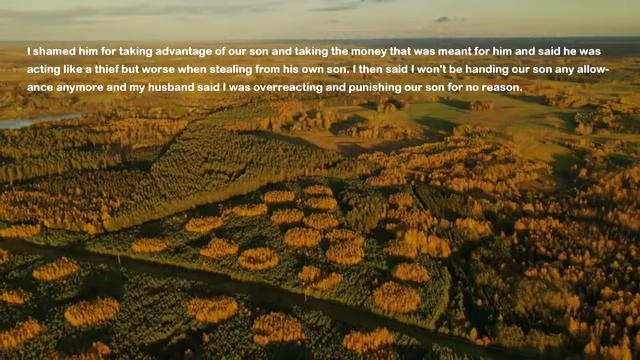 I shamed him for taking advantage of our son and taking the money that was meant for him and said he was
acting like a thief but worse when stealing from his own son. I then said I won't be handing our son any allow-
ance anymore and my husband said I was overreacting and punishing our son for no reason.